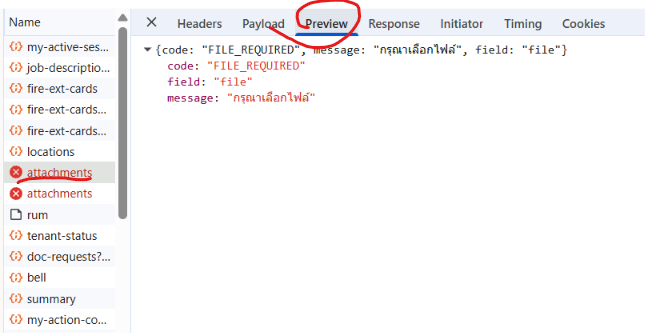 Name
my-active-ses...
job-descriptio...
fire-ext-cards
fire-ext-cards...
fire-ext-cards...
locations
attachments
attachments
rum
tenant-status
doc-requests?...
bell
summary
my-action-co...
Headers Payload Preview Response Initiator Timing Cookies
{code: "FILE_REQUIRED", message: "กรุณาเลือกไฟล์", field: "file"}
code: "FILE_REQUIRED"
field: "file"
message: "กรุณาเลือกไฟล์"